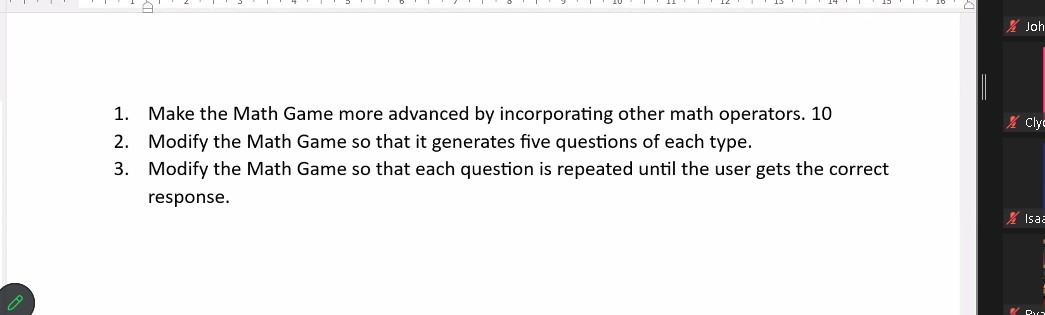 1 2 3 4 5 6 7 8 9 10 11 12 13 14 15 16
1. Make the Math Game more advanced by incorporating other math operators. 10
2. Modify the Math Game so that it generates five questions of each type.
3. Modify the Math Game so that each question is repeated until the user gets the correct
response.
Joh
Clyd
Isaa